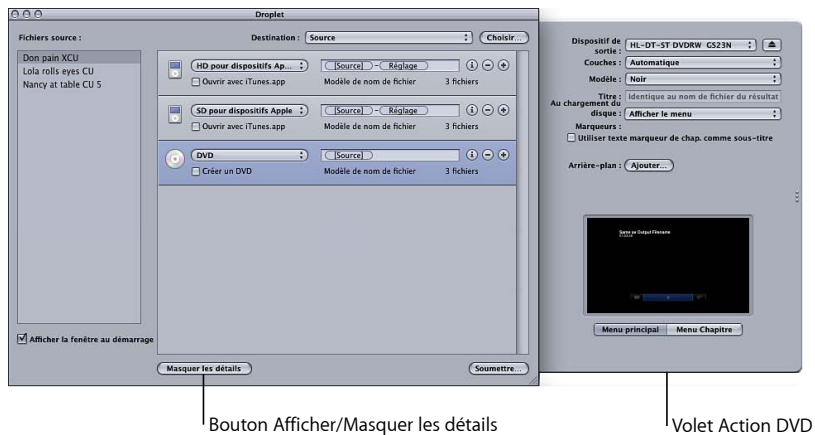 Droplet
Fichiers source :
Destination : Source Choisir...
Don pain XCU
Lola rolls eyes CU
Nancy at table CU 5
HD pour dispositifs Ap... [Source] - Réglage
Ouvrir avec iTunes.app Modèle de nom de fichier 3 fichiers
SD pour dispositifs Apple [Source] - Réglage
Ouvrir avec iTunes.app Modèle de nom de fichier 3 fichiers
DVD [Source]
Créer un DVD Modèle de nom de fichier 3 fichiers
Afficher la fenêtre au démarrage
Masquer les détails
Soumettre...
Dispositif de sortie : HL-DT-ST DVDRW GS23N
Couches : Automatique
Modèle : Noir
Titre : Identique au nom de fichier du résultat
Au chargement du disque : Afficher le menu
Marqueurs :
Utiliser texte marqueur de chap. comme sous-titre
Arrière-plan : Ajouter...
Same as Output Filename
Menu principal Menu Chapitre
Bouton Afficher/Masquer les détails
Volet Action DVD